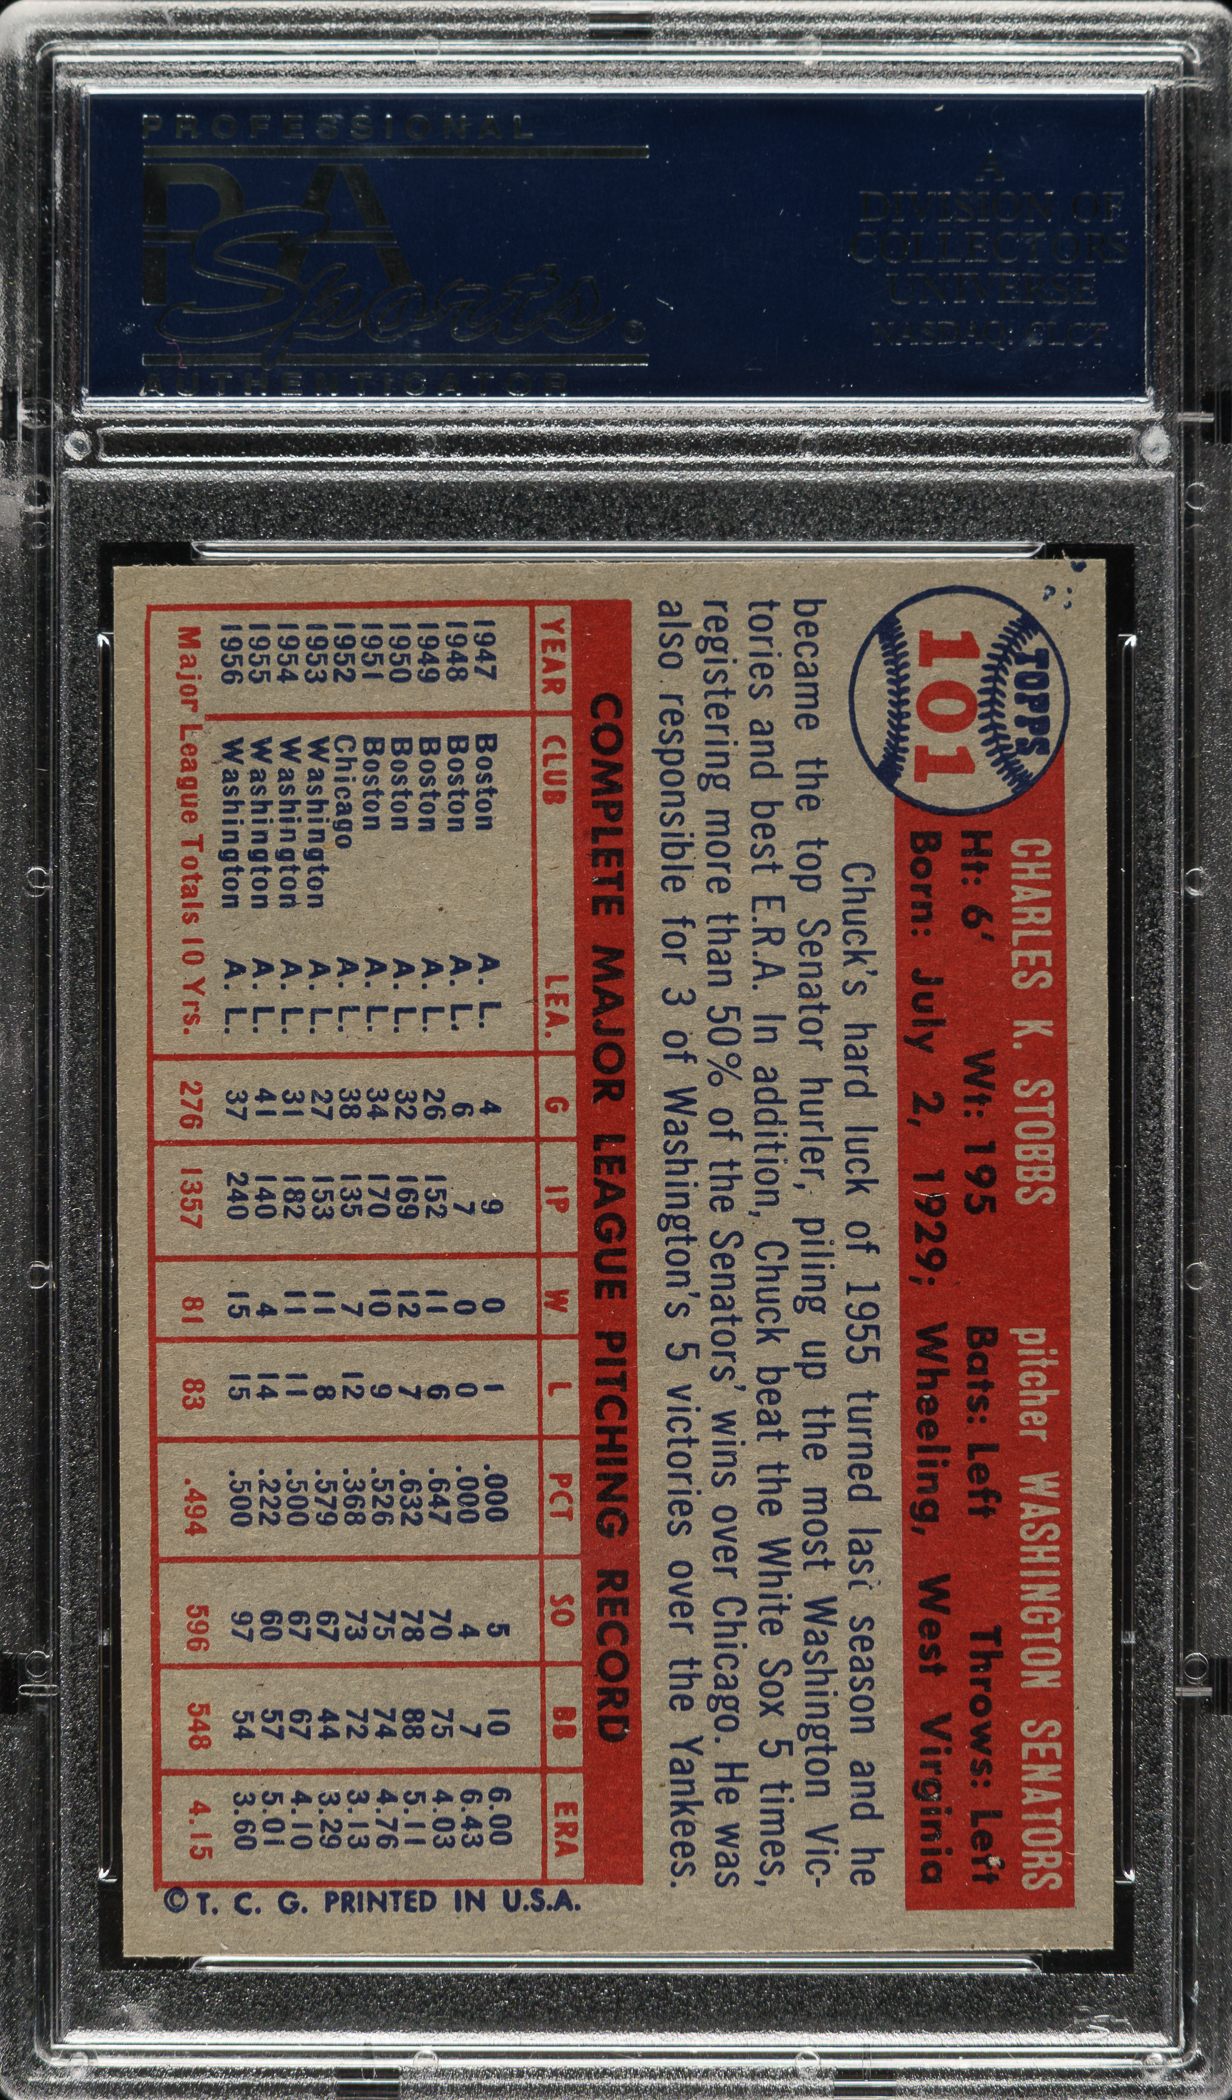 PROFESSIONAL
PSA
Sports
AUTHENTICATOR
A
DIVISION OF
COLLECTORS
UNIVERSE
NASDAQ: CLCT
TOPPS
101
CHARLES K. STOBBS pitcher WASHINGTON SENATORS
Ht: 6' Wt: 195 Bats: Left Throws: Left
Born: July 2, 1929; Wheeling, West Virginia
Chuck's hard luck of 1955 turned last season and he
became the top Senator hurler, piling up the most Washington Vic-
tories and best E.R.A. In addition, Chuck beat the White Sox 5 times,
registering more than 50% of the Senators' wins over Chicago. He was
also responsible for 3 of Washington's 5 victories over the Yankees.
COMPLETE MAJOR LEAGUE PITCHING RECORD
YEAR CLUB LEA. G IP W L PCT SO BB ERA
1947 Boston A. L. 4 9 0 1 .000 5 10 6.00
1948 Boston A. L. 6 7 0 0 .000 4 7 6.43
1949 Boston A. L. 26 152 11 6 .647 70 75 4.03
1950 Boston A. L. 32 169 12 7 .632 78 88 5.11
1951 Boston A. L. 34 170 10 9 .526 75 74 4.76
1952 Chicago A. L. 38 135 7 12 .368 73 72 3.13
1953 Washington A. L. 27 153 11 8 .579 67 44 3.29
1954 Washington A. L. 31 182 11 11 .500 67 67 4.10
1955 Washington A. L. 41 140 4 14 .222 60 57 5.01
1956 Washington A. L. 37 240 15 15 .500 97 54 3.60
Major League Totals 10 Yrs. 276 1357 81 83 .494 596 548 4.15
© T. C. G. PRINTED IN U.S.A.